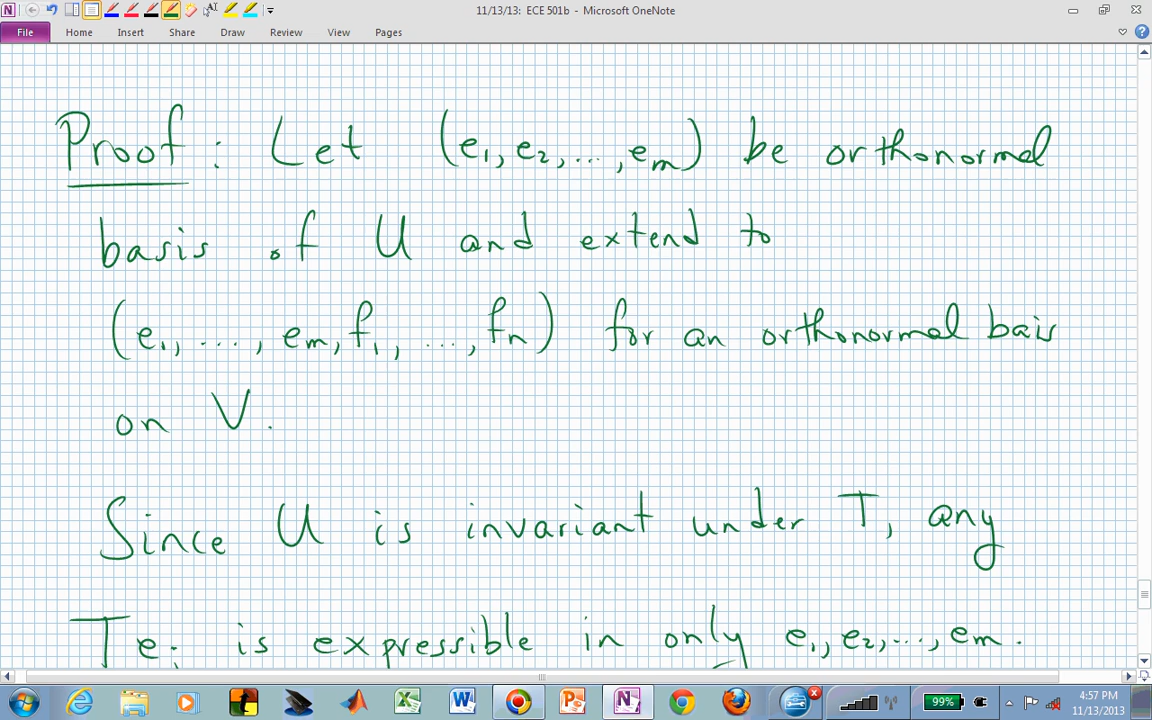 11/13/13: ECE 501b - Microsoft OneNote
File Home Insert Share Draw Review View Pages
Proof: Let (e1, e2, ..., em) be orthonormal
basis of U and extend to
(e1, ..., em, f1, ..., fn) for an orthonormal bais
on V.
Since U is invariant under T, any
Tei is expressible in only e1, e2, ..., em.
99%
4:57 PM
11/13/2013